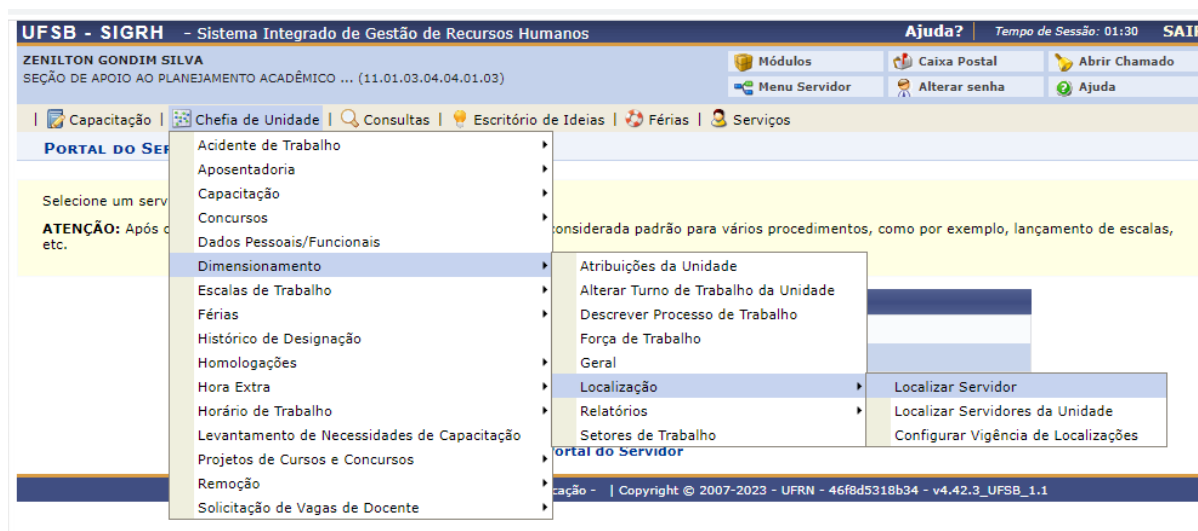 UFSB - SIGRH - Sistema Integrado de Gestão de Recursos Humanos Ajuda? Tempo de Sessão: 01:30 SAIR
ZENILTON GONDIM SILVA
SEÇÃO DE APOIO AO PLANEJAMENTO ACADÊMICO ... (11.01.03.04.04.01.03)
Módulos Caixa Postal Abrir Chamado
Menu Servidor Alterar senha Ajuda
| Capacitação | Chefia de Unidade | Consultas | Escritório de Ideias | Férias | Serviços
PORTAL DO SER
Selecione um serv
ATENÇÃO: Após c
considerada padrão para vários procedimentos, como por exemplo, lançamento de escalas,
etc.
Acidente de Trabalho
Aposentadoria
Capacitação
Concursos
Dados Pessoais/Funcionais
Dimensionamento
Escalas de Trabalho
Férias
Histórico de Designação
Homologações
Hora Extra
Horário de Trabalho
Levantamento de Necessidades de Capacitação
Projetos de Cursos e Concursos
Remoção
Solicitação de Vagas de Docente
Atribuições da Unidade
Alterar Turno de Trabalho da Unidade
Descrever Processo de Trabalho
Força de Trabalho
Geral
Localização
Relatórios
Setores de Trabalho
Localizar Servidor
Localizar Servidores da Unidade
Configurar Vigência de Localizações
ortal do Servidor
cação - | Copyright © 2007-2023 - UFRN - 46f8d5318b34 - v4.42.3_UFSB_1.1